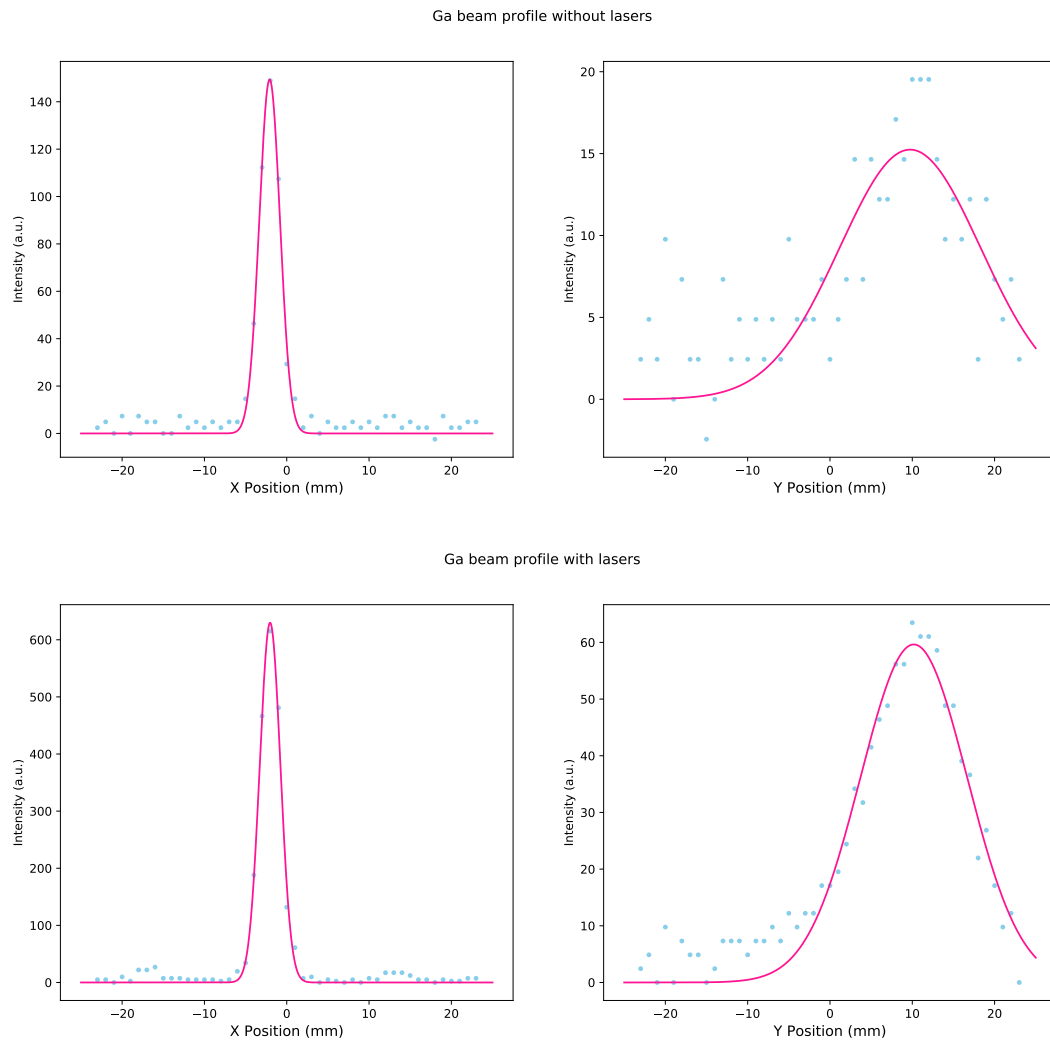 Ga beam profile without lasers
140
120
100
80
60
40
20
0
Intensity (a.u.)
−20 −10 0 10 20
X Position (mm)
20
15
10
5
0
Intensity (a.u.)
−20 −10 0 10 20
Y Position (mm)
Ga beam profile with lasers
600
500
400
300
200
100
0
Intensity (a.u.)
−20 −10 0 10 20
X Position (mm)
60
50
40
30
20
10
0
Intensity (a.u.)
−20 −10 0 10 20
Y Position (mm)